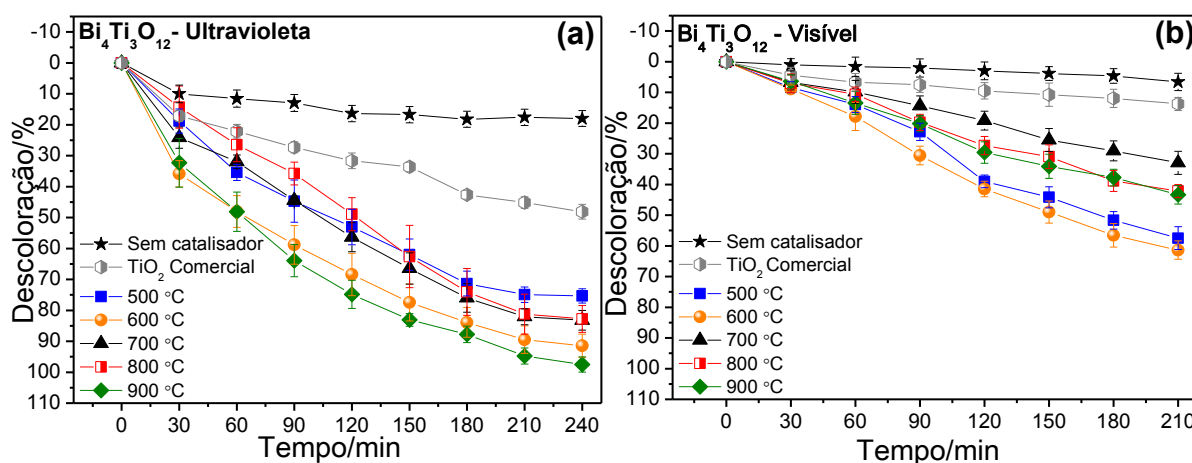 Bi4Ti3O12- Ultravioleta
(a)
Descoloração/%
-10
0
10
20
30
40
50
60
70
80
90
100
110
Sem catalisador
TiO2 Comercial
500 °C
600 °C
700 °C
800 °C
900 °C
0 30 60 90 120 150 180 210 240
Tempo/min
Bi4Ti3O12- Visível
(b)
Descoloração/%
-10
0
10
20
30
40
50
60
70
80
90
100
110
Sem catalisador
TiO2 Comercial
500 °C
600 °C
700 °C
800 °C
900 °C
0 30 60 90 120 150 180 210
Tempo/min